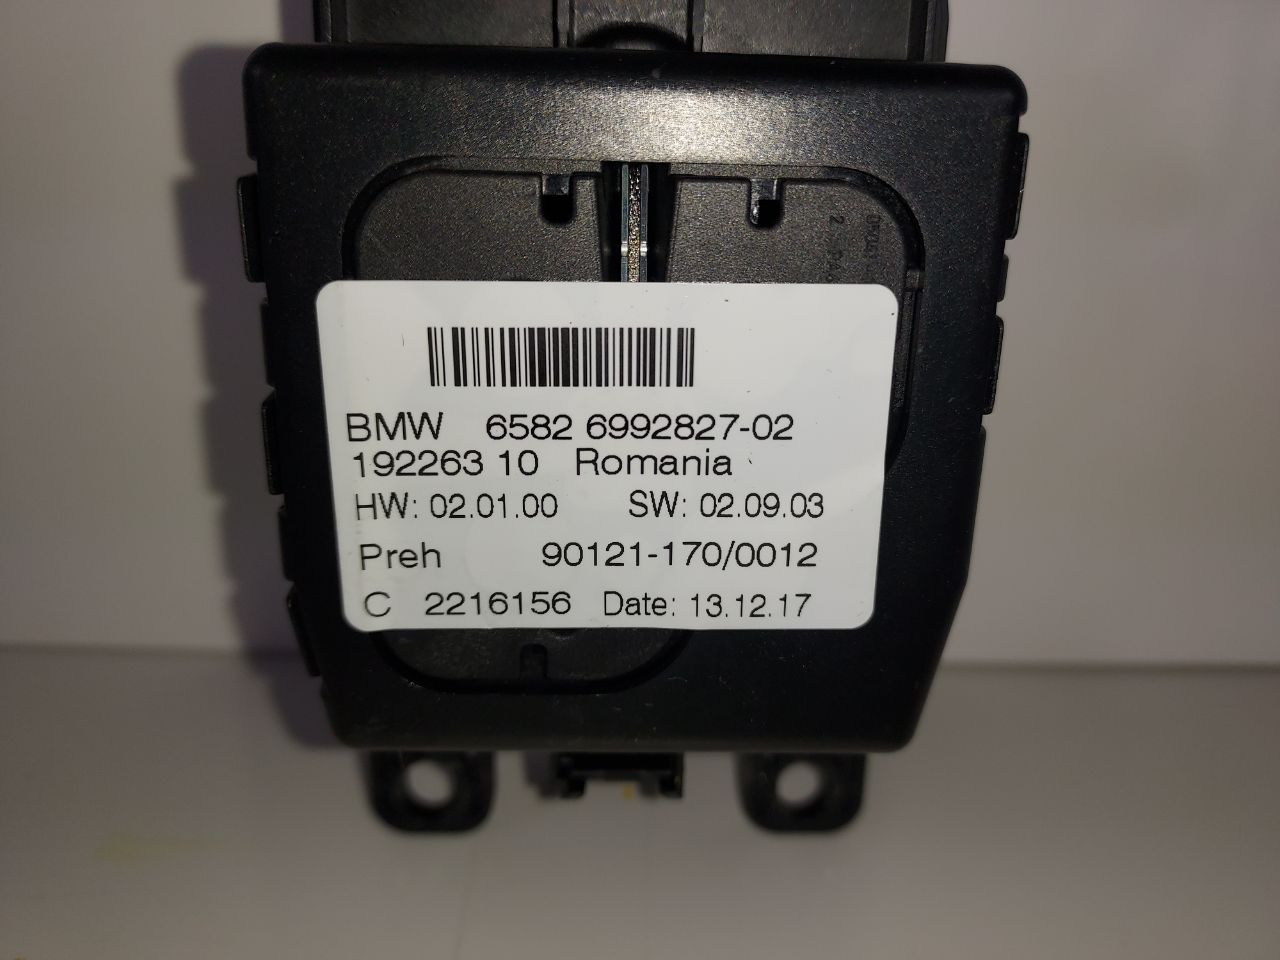 BMW 6582 6992827-02
192263 10 Romania
HW: 02.01.00 SW: 02.09.03
Preh 90121-170/0012
C 2216156 Date: 13.12.17